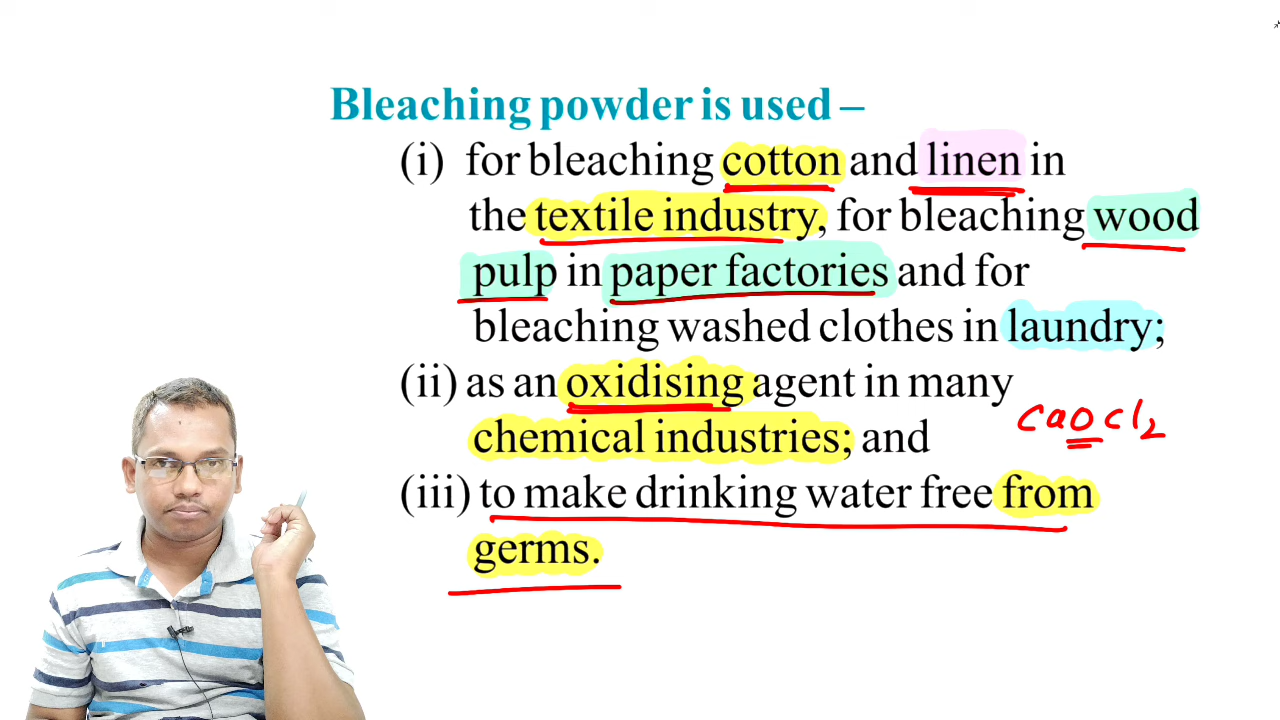 Bleaching powder is used –
(i) for bleaching cotton and linen in
the textile industry, for bleaching wood
pulp in paper factories and for
bleaching washed clothes in laundry;
(ii) as an oxidising agent in many
chemical industries; and
CaOCl2
(iii) to make drinking water free from
germs.